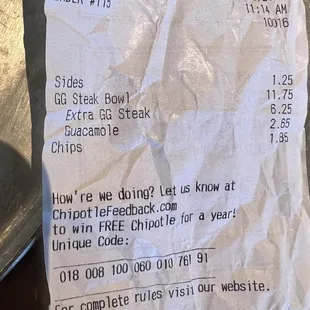 #115
11:14 AM
10016
Sides 1.25
GG Steak Bowl 11.75
Extra GG Steak 6.25
Guacamole 2.65
Chips 1.85
How're we doing? Let us know at
ChipotleFeedback.com
to win FREE Chipotle for a year!
Unique Code:
018 008 100 060 010 761 91
For complete rules visit our website.